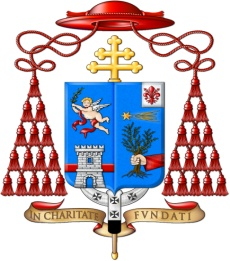 IN CHARITATE FVNDATI